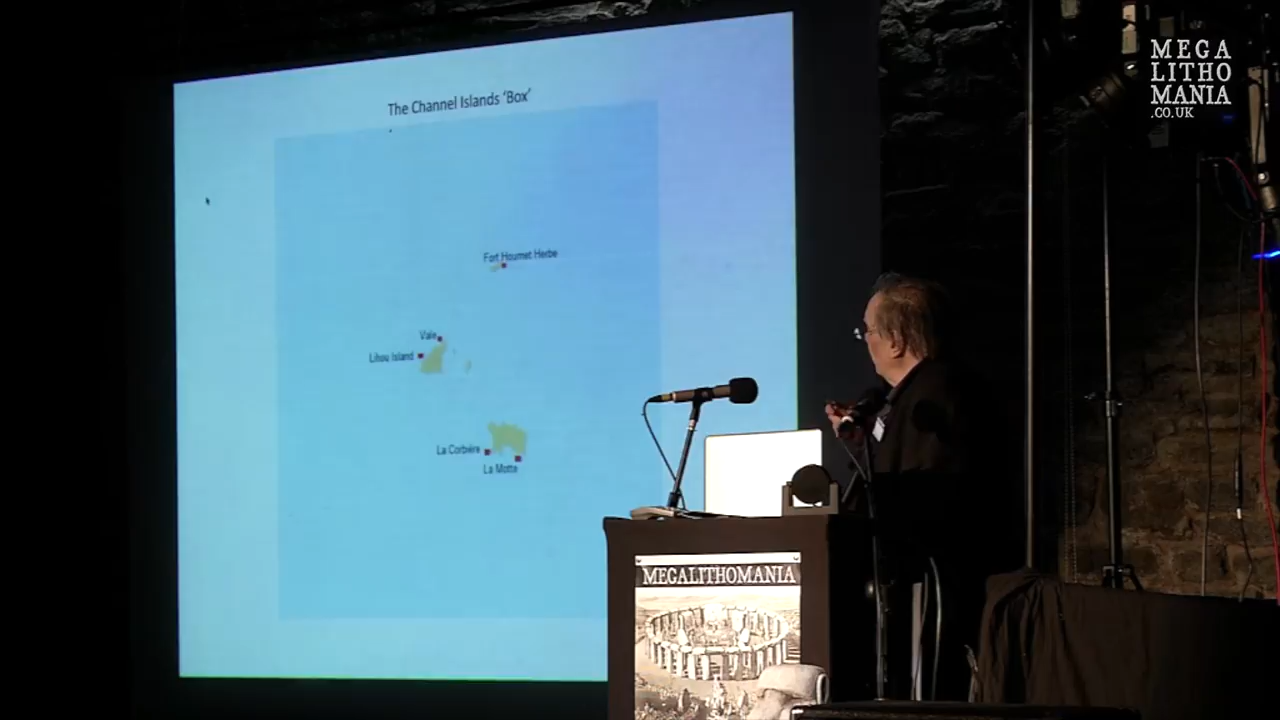 The Channel Islands ‘Box’
Fort Houmet Herbe
Vale
Lihou Island
La Corbière
La Motte
MEGALITHOMANIA
MEGA
LITHO
MANIA
.CO.UK